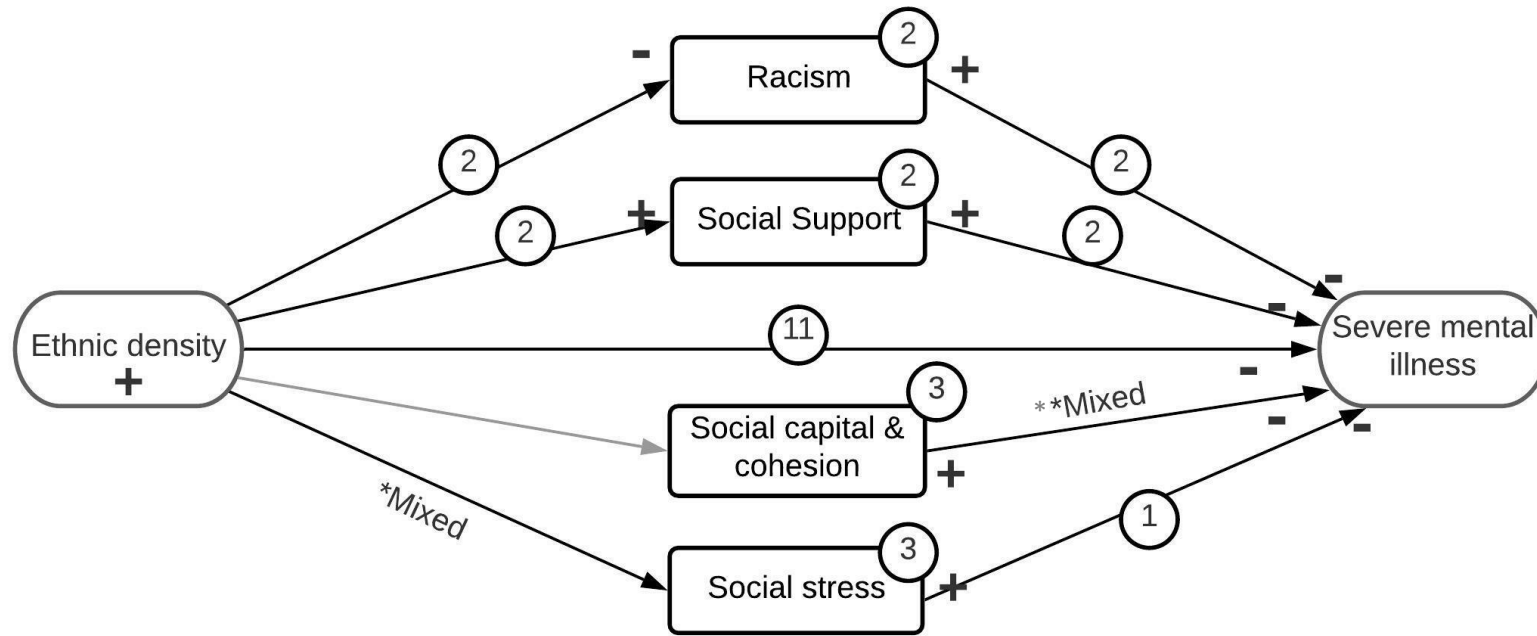 2
- Racism +
2 2
2
+ Social Support +
2 2
-
-
11
Ethnic density
+
Severe mental
illness
-
3
**Mixed
Social capital &
cohesion
+
-
-
*Mixed
3
1
Social stress +